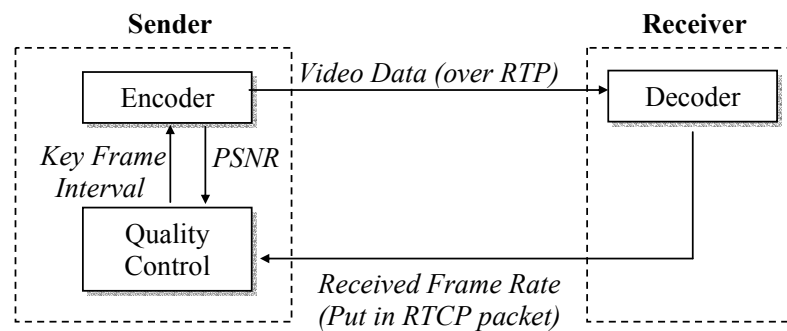 Sender
Receiver
Video Data (over RTP)
Encoder
Decoder
Key Frame
Interval
PSNR
Quality
Control
Received Frame Rate
(Put in RTCP packet)